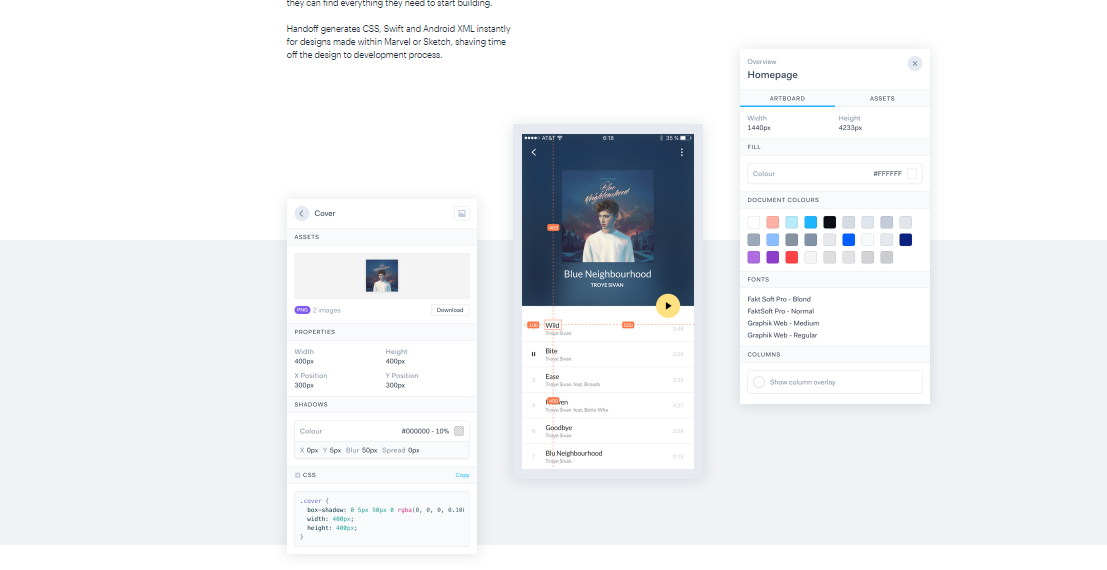 they can find everything they need to start building.
Handoff generates CSS, Swift and Android XML instantly
for designs made within Marvel or Sketch, shaving time
off the design to development process.
Cover
ASSETS
PNG 2 images
Download
PROPERTIES
Width Height
400px 400px
X Position Y Position
300px 300px
SHADOWS
Colour #000000 - 10%
X 0px Y 5px Blur 50px Spread 0px
CSS Copy
.cover {
box-shadow: 0 5px 50px 0 rgba(0, 0, 0, 0.10
width: 400px;
height: 400px;
}
AT&T 6:18 35 %
Blue Neighbourhood
Blue Neighbourhood
TROYE SIVAN
100 Wild 500
Troye Sivan 3:46
Bite
Troye Sivan
3 Ease 3:32
Troye Sivan feat. Broods
4 4:21
Troye Sivan feat. Betty Who
Goodbye
Troye Sivan
7 Blu Neighbourhood 3:12
Troye Sivan
Overview
Homepage
ARTBOARD ASSETS
Width Height
1440px 4233px
FILL
Colour #FFFFFF
DOCUMENT COLOURS
FONTS
Fakt Soft Pro - Blond
FaktSoft Pro - Normal
Graphik Web - Medium
Graphik Web - Regular
COLUMNS
Show column overlay